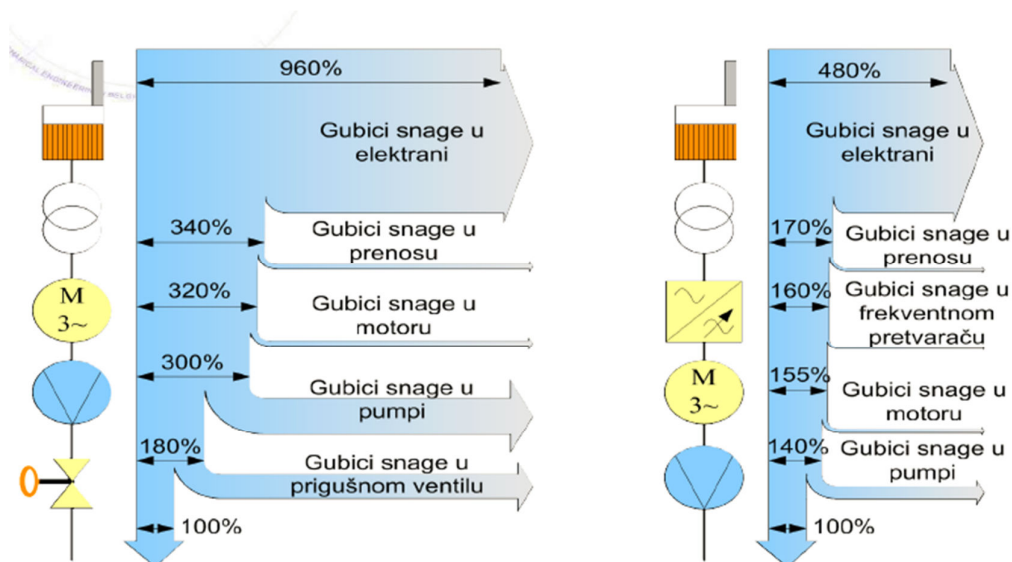 960%
Gubici snage u
elektrani
340%
Gubici snage u
prenosu
M
3~
320%
Gubici snage u
motoru
300%
Gubici snage u
pumpi
180%
Gubici snage u
prigušnom ventilu
100%
480%
Gubici snage u
elektrani
170%
Gubici snage u
prenosu
160%
Gubici snage u
frekventnom
pretvaraču
M
3~
155%
Gubici snage u
motoru
140%
Gubici snage u
pumpi
100%